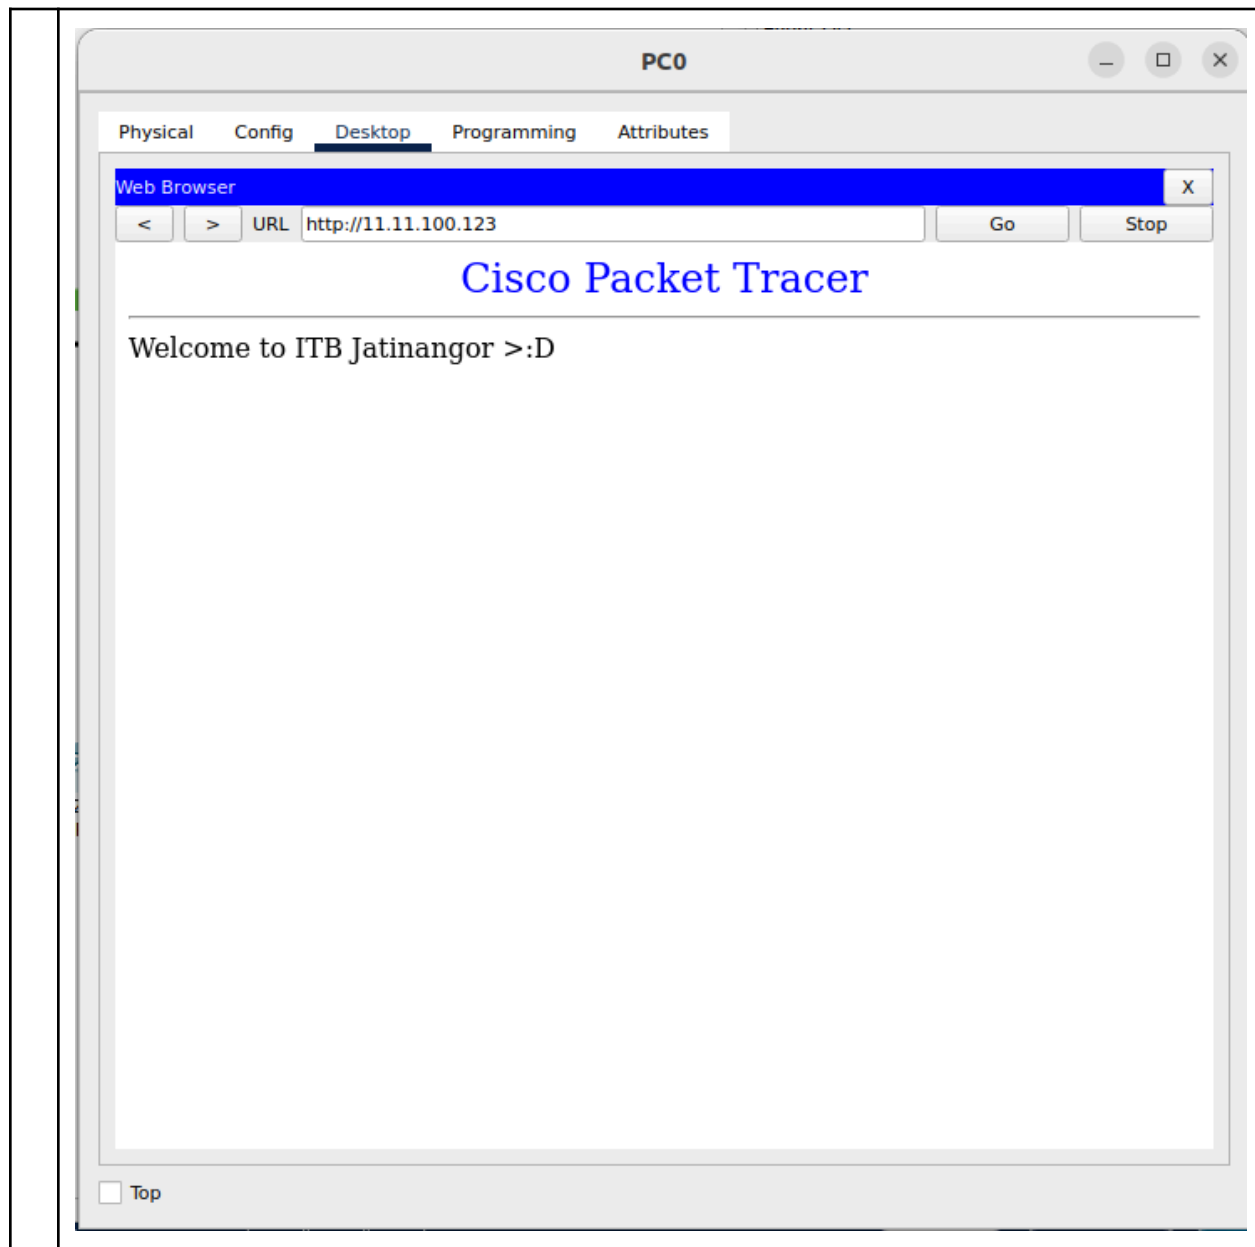 PC0
Physical Config Desktop Programming Attributes
Web Browser X
< > URL http://11.11.100.123 Go Stop
Cisco Packet Tracer
Welcome to ITB Jatinangor >:D
Top